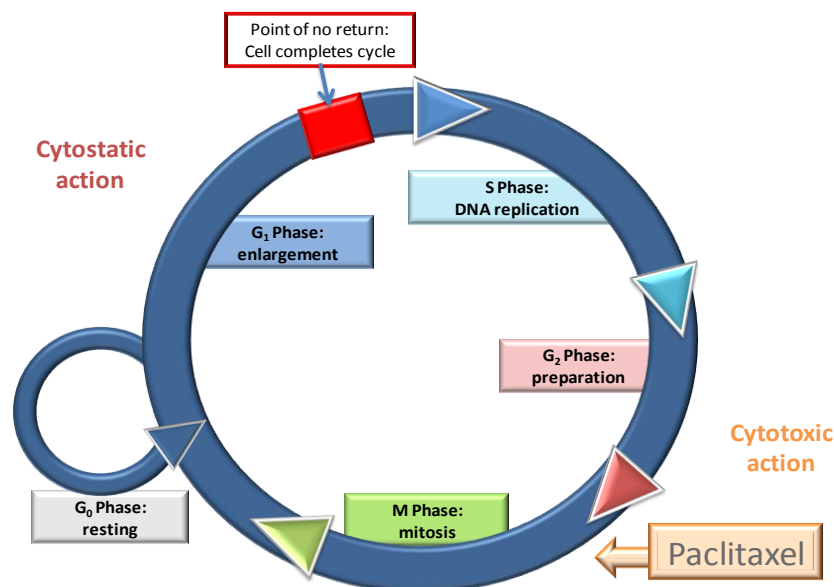 Point of no return:
Cell completes cycle
Cytostatic
action
S Phase:
DNA replication
G₁ Phase:
enlargement
G₂ Phase:
preparation
Cytotoxic
action
G₀ Phase:
resting
M Phase:
mitosis
Paclitaxel